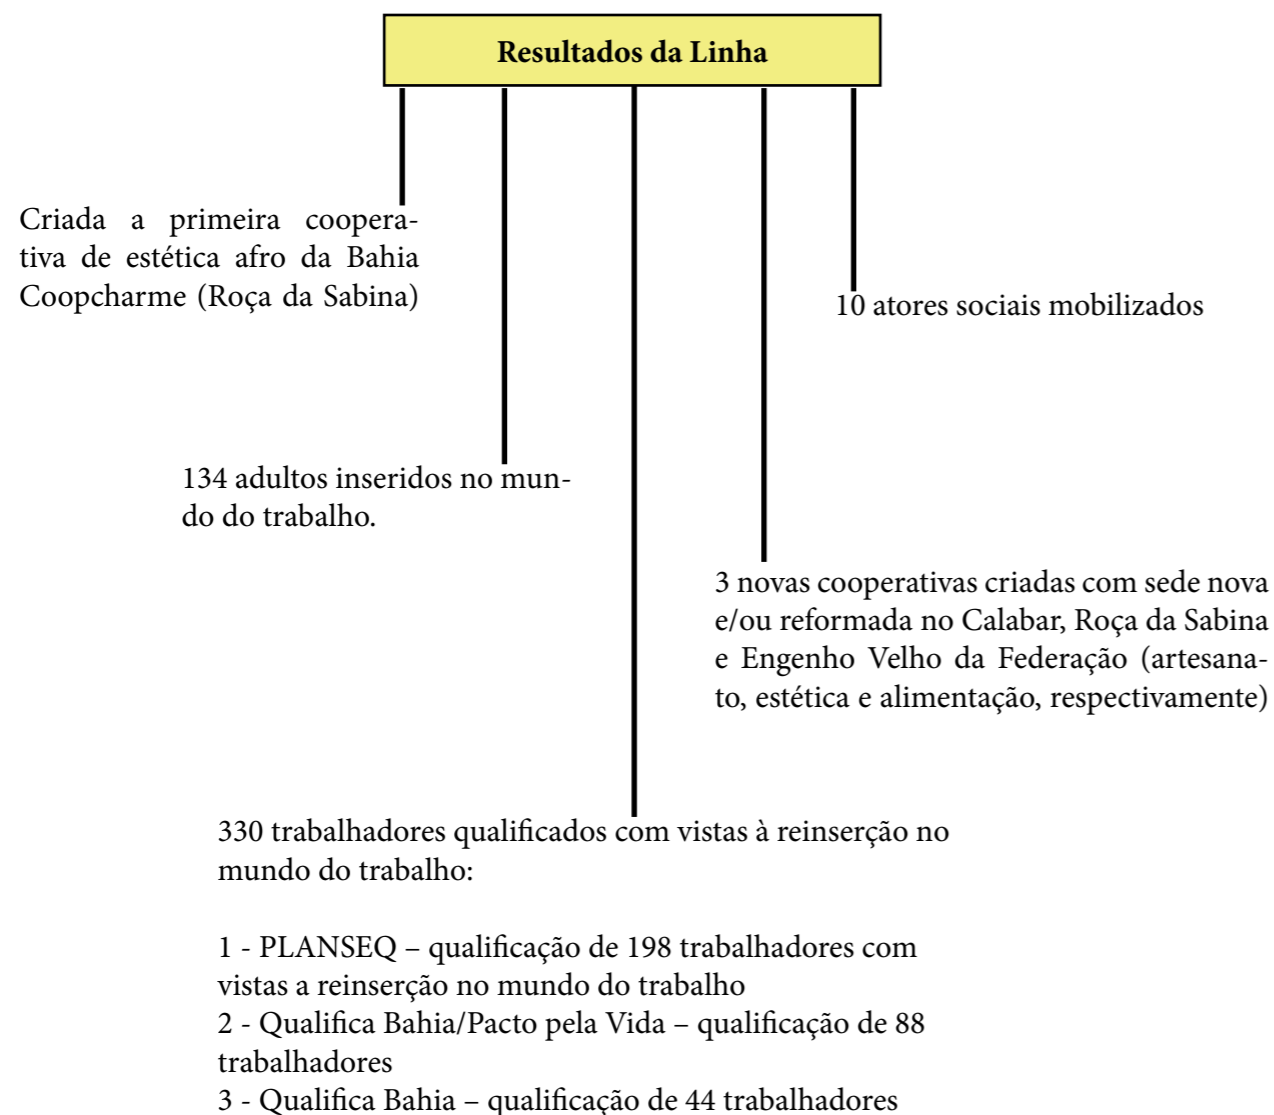 Resultados da Linha
Criada a primeira coopera-
tiva de estética afro da Bahia
Coopcharme (Roça da Sabina)
10 atores sociais mobilizados
134 adultos inseridos no mun-
do do trabalho.
3 novas cooperativas criadas com sede nova
e/ou reformada no Calabar, Roça da Sabina
e Engenho Velho da Federação (artesana-
to, estética e alimentação, respectivamente)
330 trabalhadores qualificados com vistas à reinserção no
mundo do trabalho:
1 - PLANSEQ – qualificação de 198 trabalhadores com
vistas a reinserção no mundo do trabalho
2 - Qualifica Bahia/Pacto pela Vida – qualificação de 88
trabalhadores
3 - Qualifica Bahia – qualificação de 44 trabalhadores